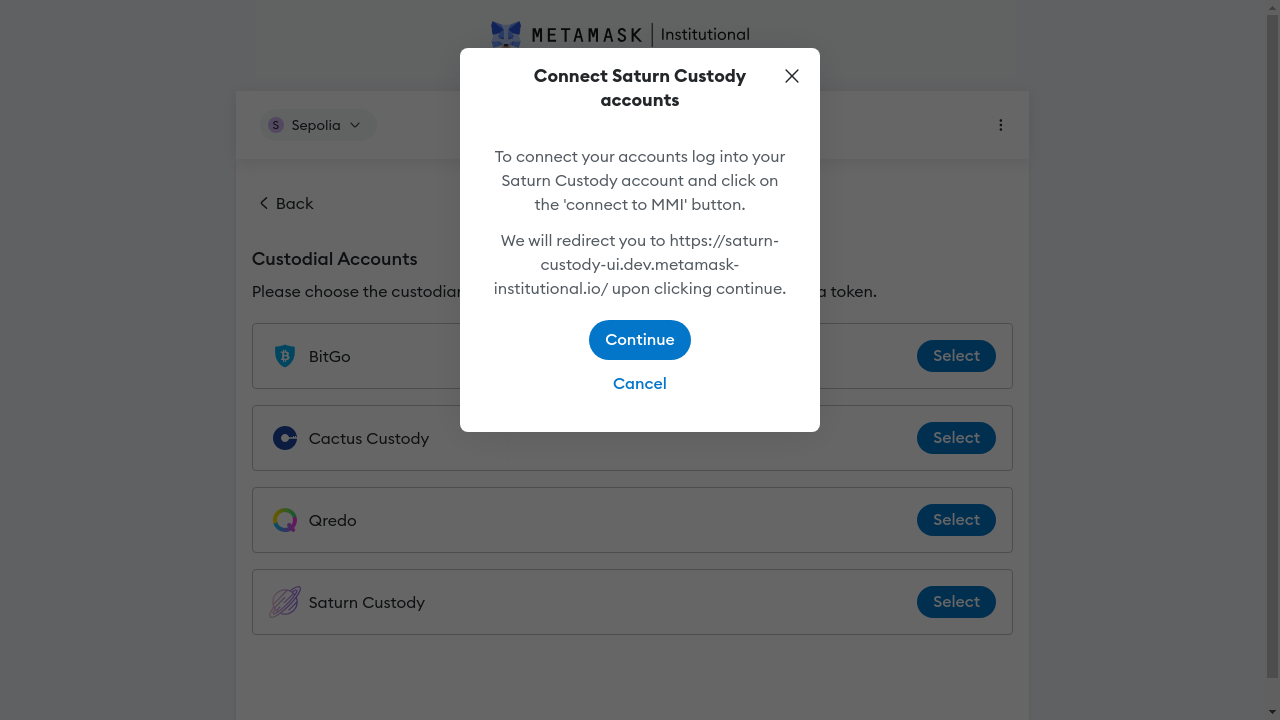 METAMASK | Institutional
Connect Saturn Custody
accounts
S Sepolia
To connect your accounts log into your
Saturn Custody account and click on
the 'connect to MMI' button.
Back
We will redirect you to https://saturn-
custody-ui.dev.metamask-
institutional.io/ upon clicking continue.
Custodial Accounts
Please choose the custodian a token.
Continue
Cancel
BitGo Select
Cactus Custody Select
Qredo Select
Saturn Custody Select